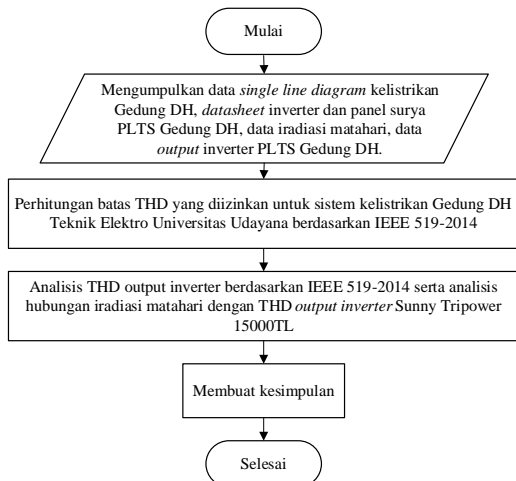 Mulai
Mengumpulkan data single line diagram kelistrikan
Gedung DH, datasheet inverter dan panel surya
PLTS Gedung DH, data iradiasi matahari, data
output inverter PLTS Gedung DH.
Perhitungan batas THD yang diizinkan untuk sistem kelistrikan Gedung DH
Teknik Elektro Universitas Udayana berdasarkan IEEE 519-2014
Analisis THD output inverter berdasarkan IEEE 519-2014 serta analisis
hubungan iradiasi matahari dengan THD output inverter Sunny Tripower
15000TL
Membuat kesimpulan
Selesai